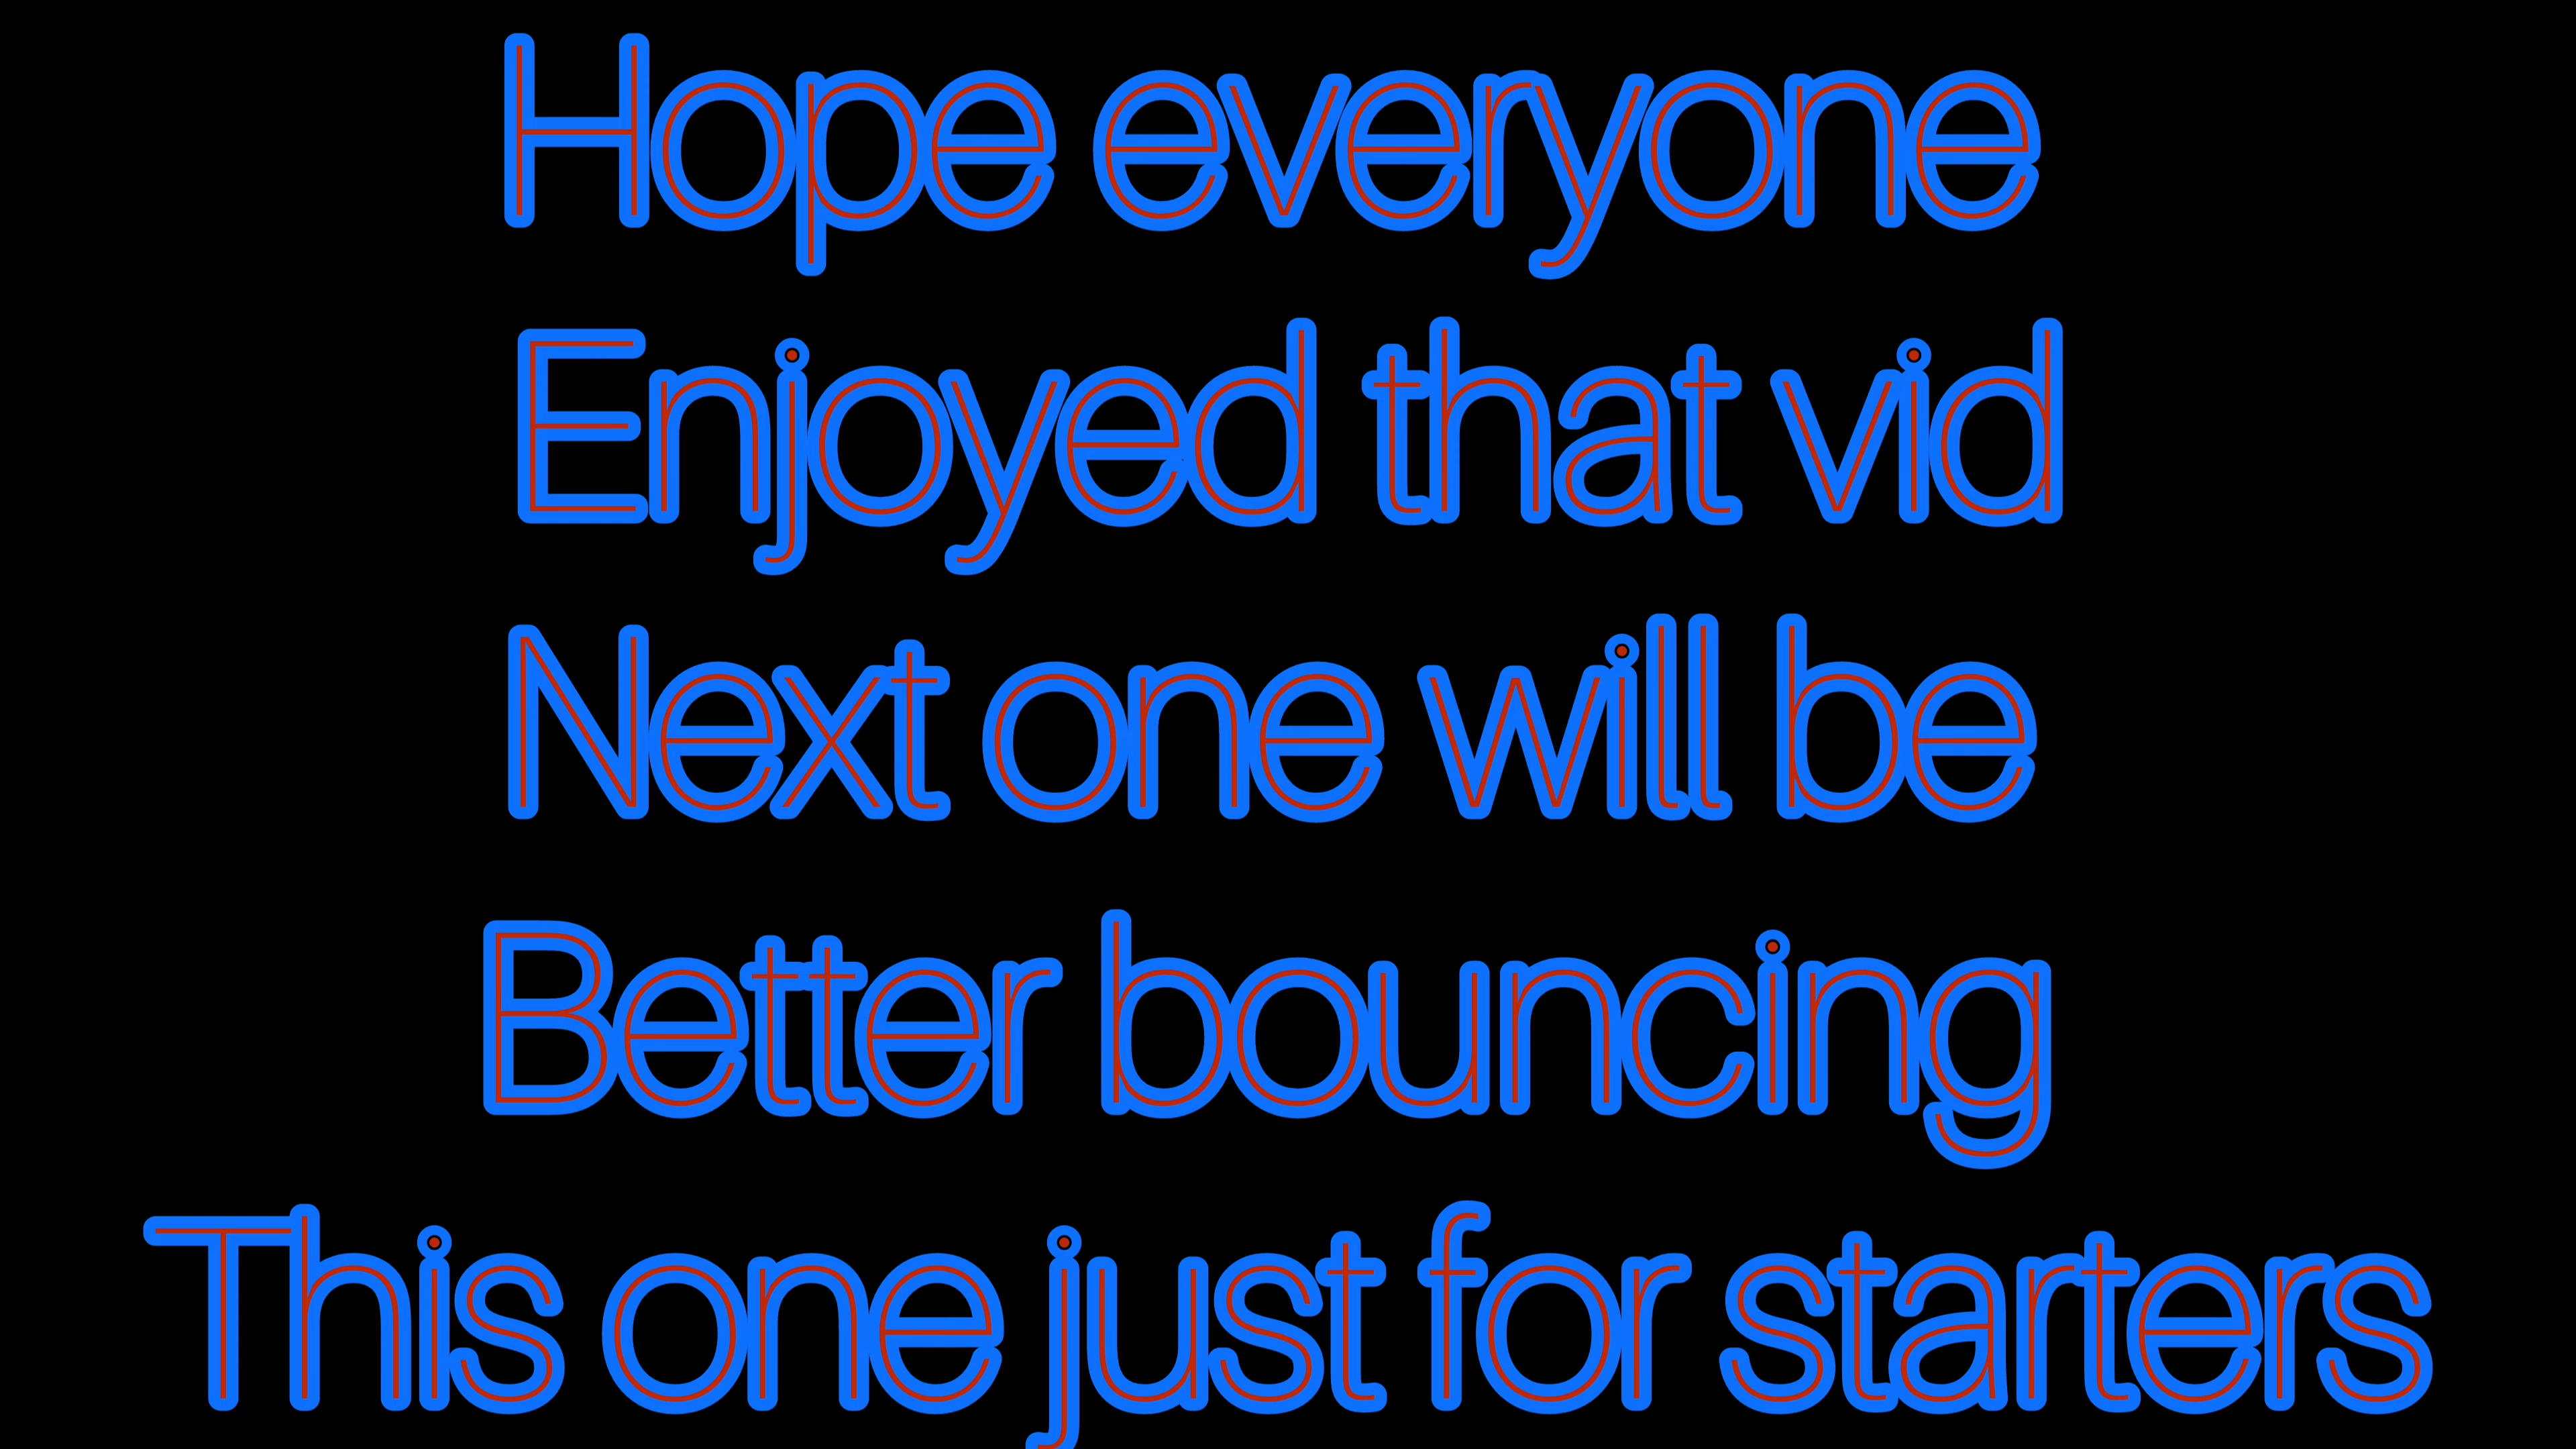 Hope everyone
Enjoyed that vid
Next one will be
Better bouncing
This one just for starters